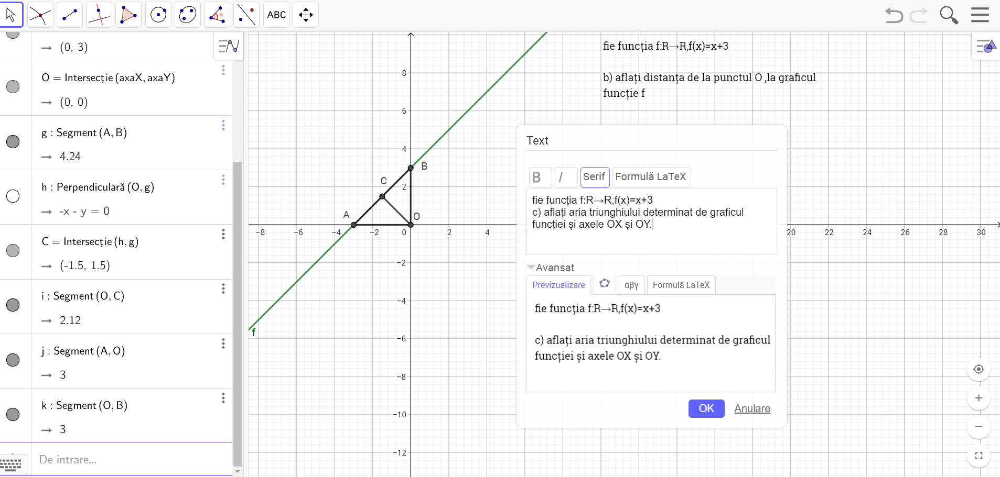 ABC
α
→ (0, 3)
O = Intersecție (axaX, axaY)
→ (0, 0)
g : Segment (A, B)
→ 4.24
h : Perpendiculară (O, g)
→ -x - y = 0
C = Intersecție (h, g)
→ (-1.5, 1.5)
i : Segment (O, C)
→ 2.12
j : Segment (A, O)
→ 3
k : Segment (O, B)
→ 3
De intrare...
fie funcția f:R→R,f(x)=x+3
b) aflați distanța de la punctul O ,la graficul
funcție f
8
6
4
2
B
C
A
O
−8 −6 −4 −2 0 2 4 20 22 24 26 28 30
−2
−4
−6
−8
−10
−12
f
Text
B I Serif Formulă LaTeX
fie funcția f:R→R,f(x)=x+3
c) aflați aria triunghiului determinat de graficul
funcției și axele OX și OY.
Avansat
Previzualizare αβγ Formulă LaTeX
fie funcția f:R→R,f(x)=x+3
c) aflați aria triunghiului determinat de graficul
funcției și axele OX și OY.
OK Anulare